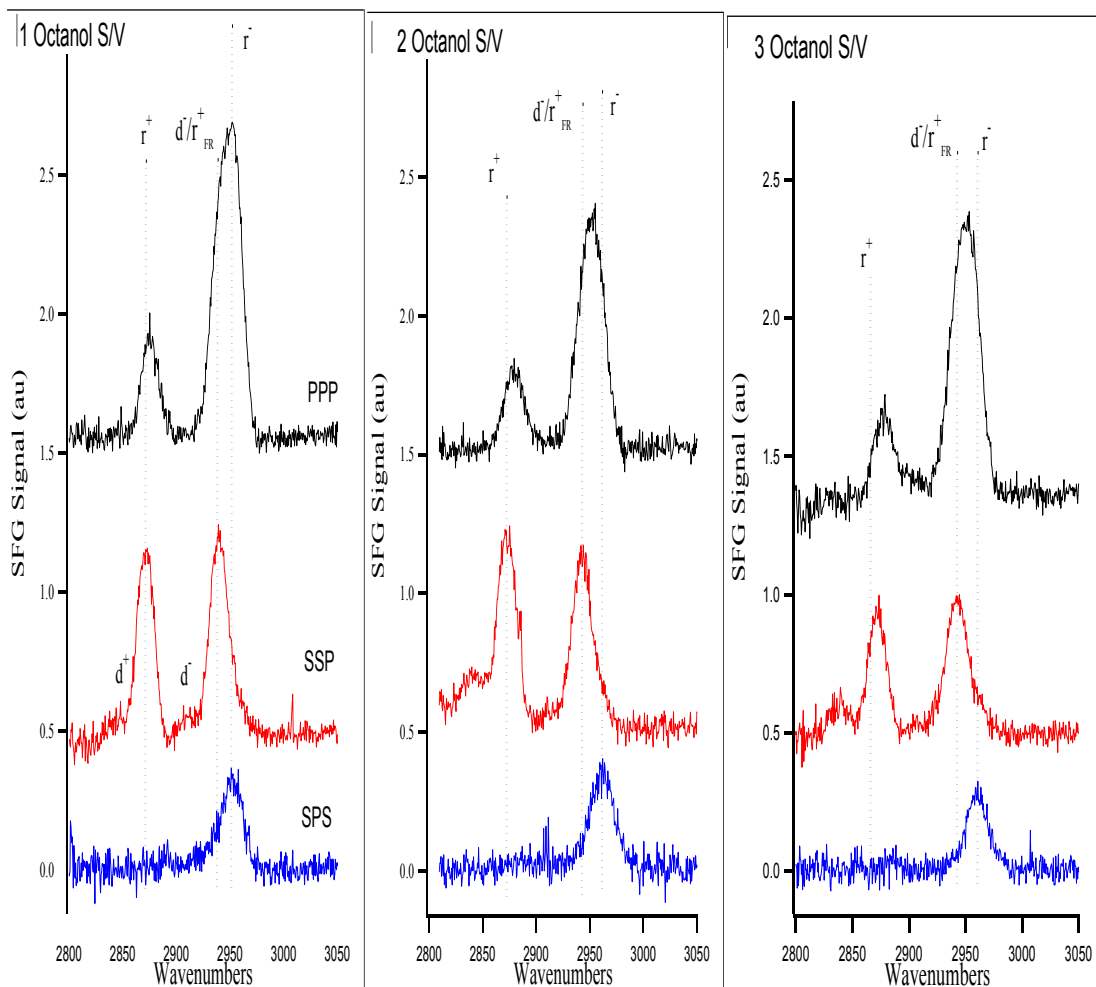 1 Octanol S/V
r⁻
d⁻/r⁺FR
r⁺
2.5
2.0
1.5
1.0
0.5
0.0
SFG Signal (au)
PPP
SSP
d⁺
d⁻
SPS
2800 2850 2900 2950 3000 3050
Wavenumbers
2 Octanol S/V
d⁻/r⁺FR
r⁻
r⁺
2.5
2.0
1.5
1.0
0.5
0.0
SFG Signal (au)
2800 2850 2900 2950 3000 3050
Wavenumbers
3 Octanol S/V
d⁻/r⁺FR
r⁻
r⁺
2.5
2.0
1.5
1.0
0.5
0.0
SFG Signal (au)
2800 2850 2900 2950 3000 3050
Wavenumbers